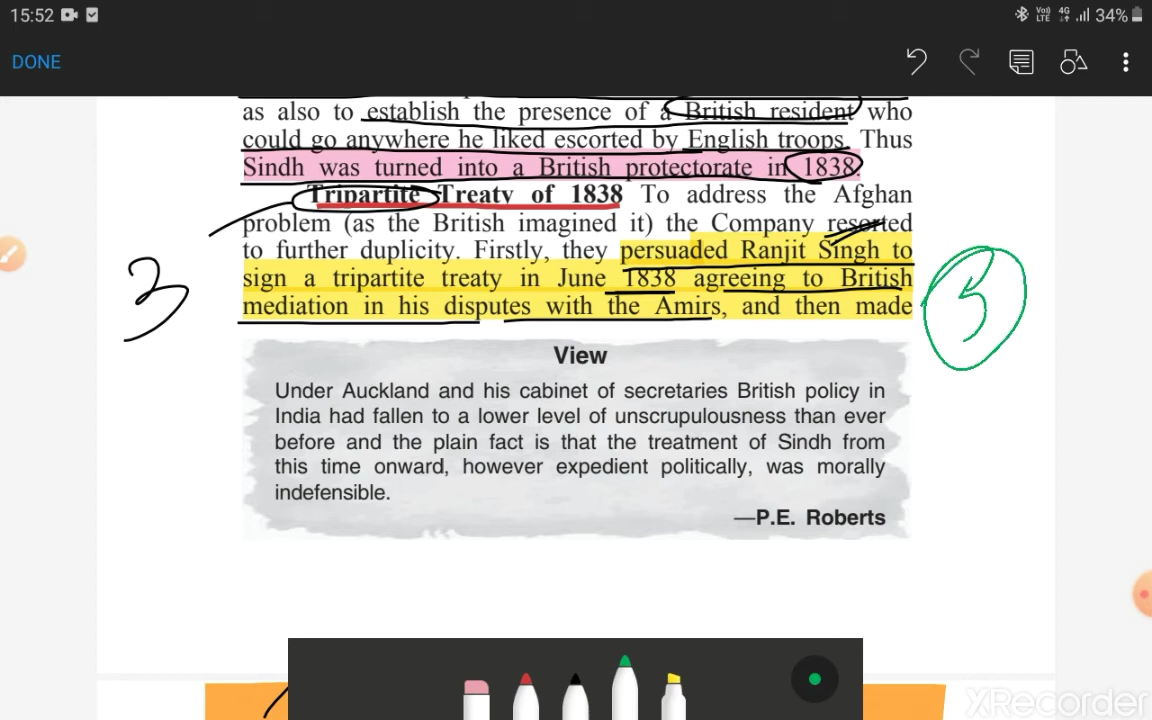 15:52 34%
Vo)) LTE 4G
DONE
as also to establish the presence of a British resident who
could go anywhere he liked escorted by English troops. Thus
Sindh was turned into a British protectorate in 1838.
Tripartite Treaty of 1838 To address the Afghan
problem (as the British imagined it) the Company resorted
to further duplicity. Firstly, they persuaded Ranjit Singh to
sign a tripartite treaty in June 1838 agreeing to British
mediation in his disputes with the Amirs, and then made
3
3
View
Under Auckland and his cabinet of secretaries British policy in
India had fallen to a lower level of unscrupulousness than ever
before and the plain fact is that the treatment of Sindh from
this time onward, however expedient politically, was morally
indefensible.
—P.E. Roberts
XRecorder